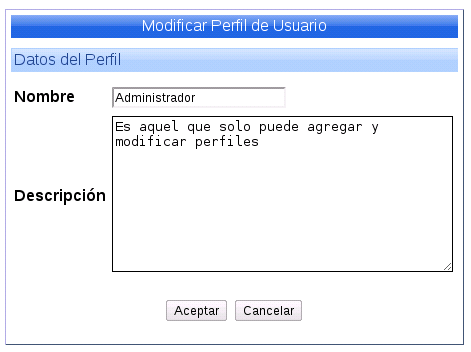 Modificar Perfil de Usuario
Datos del Perfil
Nombre
Administrador
Es aquel que solo puede agregar y
modificar perfiles
Descripción
Aceptar
Cancelar